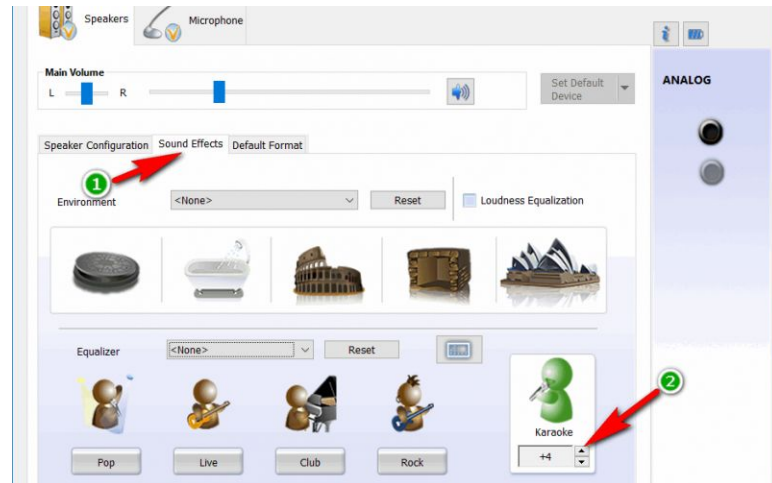 Speakers
Microphone
Main Volume
L R
Set Default
Device
ANALOG
Speaker Configuration Sound Effects Default Format
1
Environment <None> Reset Loudness Equalization
Equalizer <None> Reset
2
Karaoke
+4
Pop Live Club Rock